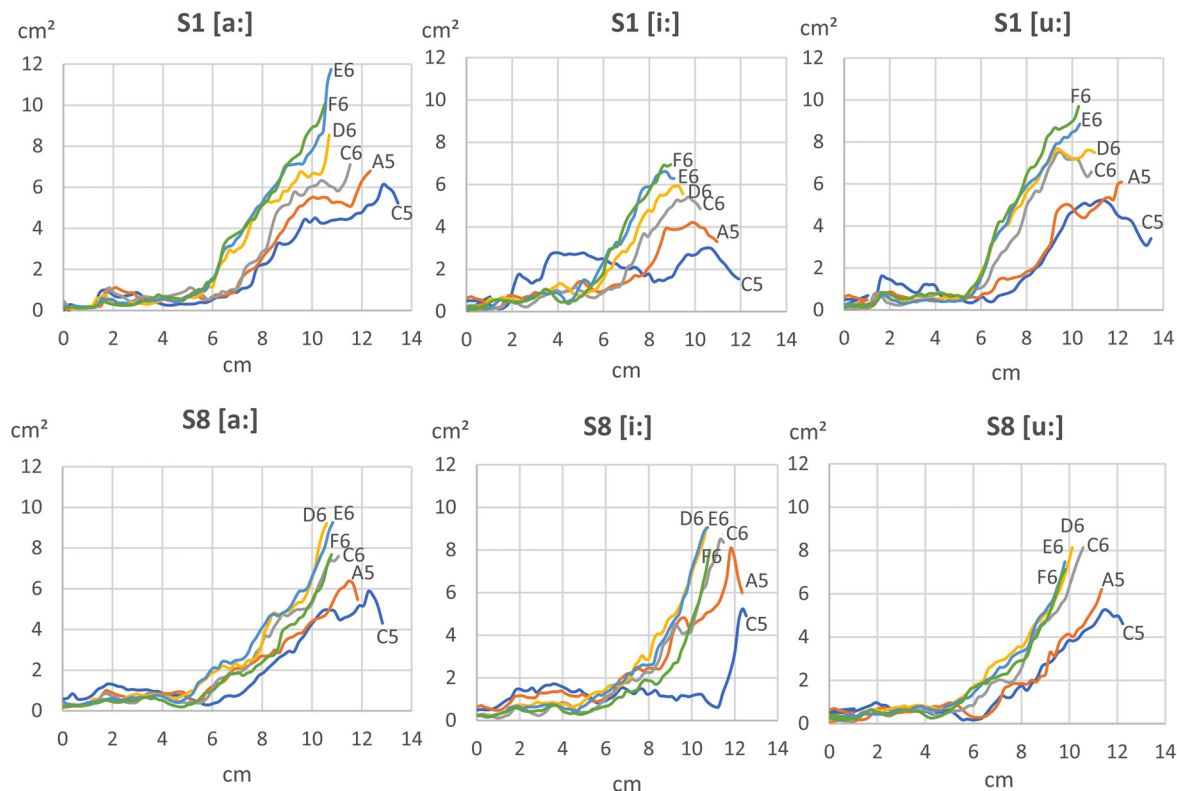 S1 [a:]
cm²
12
10
8
6
4
2
0
0 2 4 6 8 10 12 14
cm
E6
F6
D6
C6
A5
C5
S1 [i:]
cm²
12
10
8
6
4
2
0
0 2 4 6 8 10 12 14
cm
F6
E6
D6
C6
A5
C5
S1 [u:]
cm²
12
10
8
6
4
2
0
0 2 4 6 8 10 12 14
cm
F6
E6
D6
C6
A5
C5
S8 [a:]
cm²
12
10
8
6
4
2
0
0 2 4 6 8 10 12 14
cm
D6 E6
F6
C6
A5
C5
S8 [i:]
cm²
12
10
8
6
4
2
0
0 2 4 6 8 10 12 14
cm
D6 E6
C6
F6
A5
C5
S8 [u:]
cm²
12
10
8
6
4
2
0
0 2 4 6 8 10 12 14
cm
D6
E6 C6
F6
A5
C5